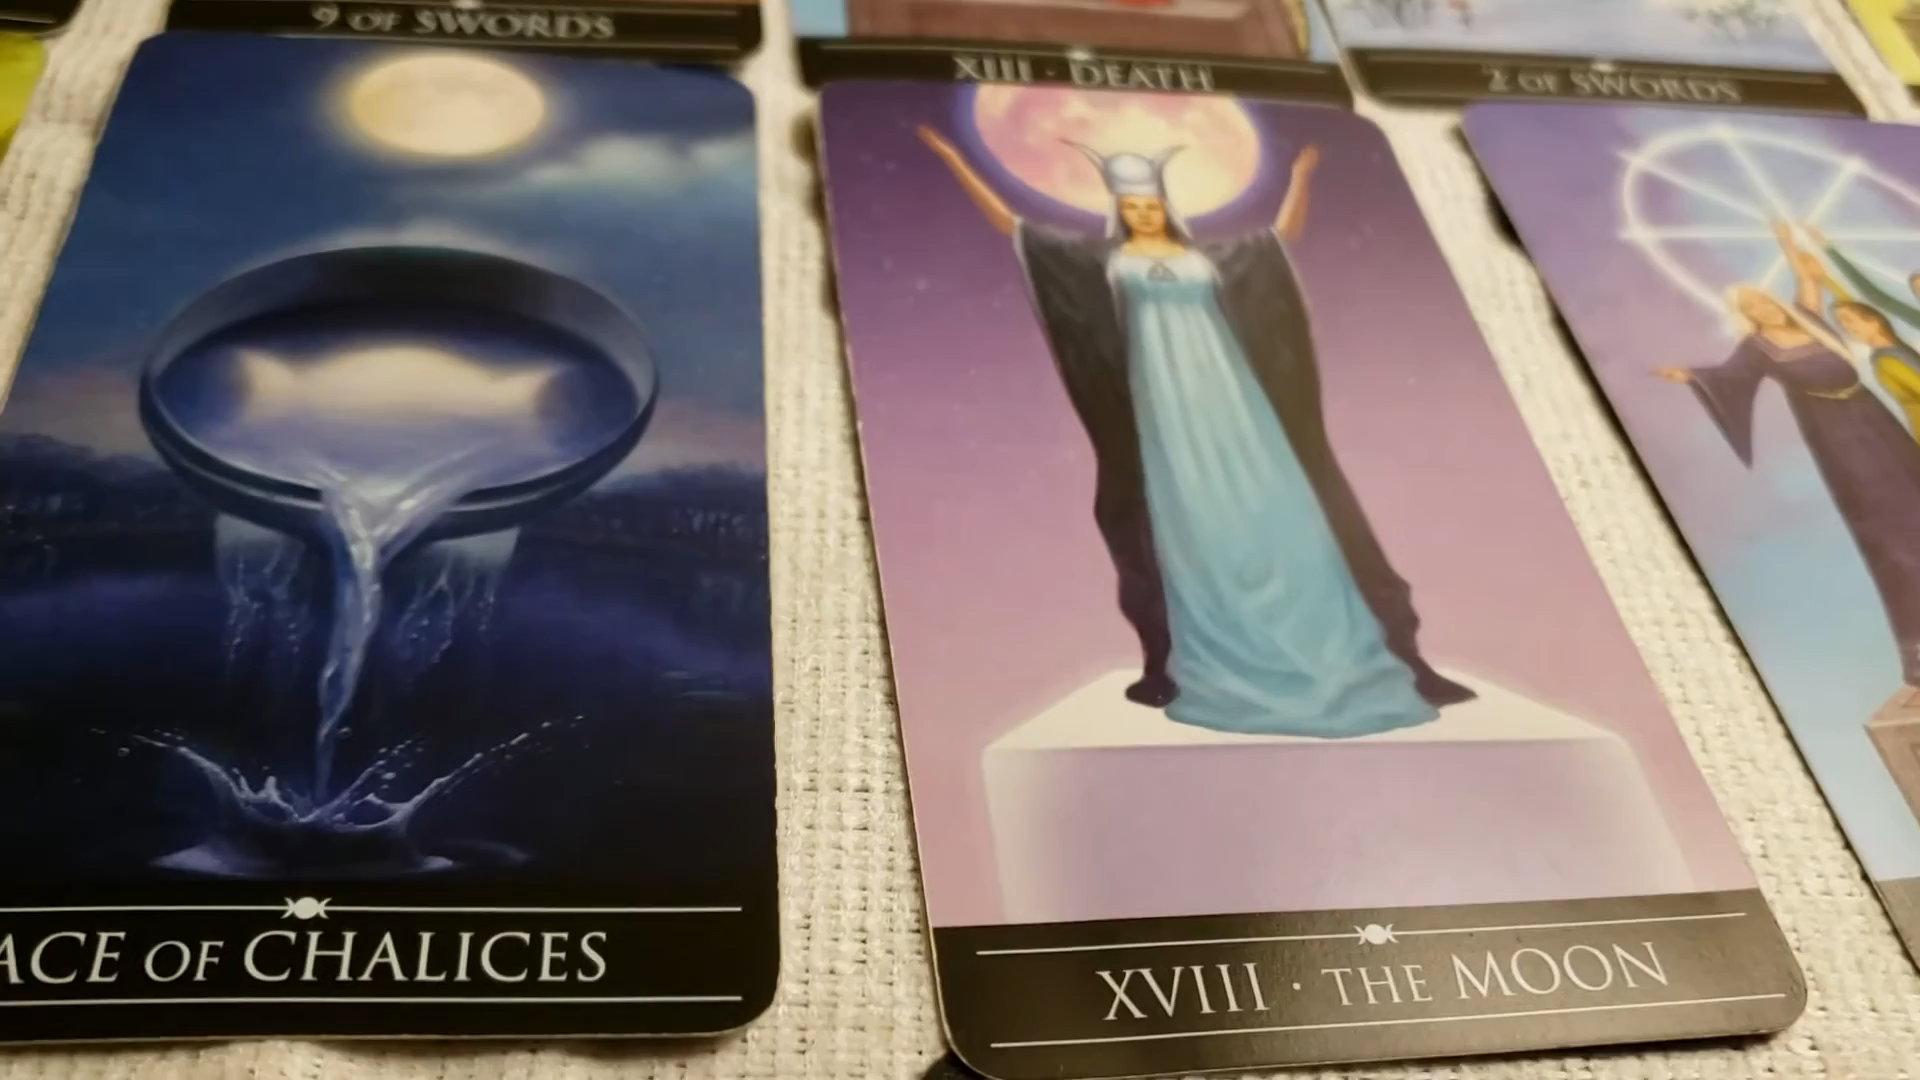 9 OF SWORDS
XIII · DEATH
2 OF SWORDS
ACE OF CHALICES
XVIII · THE MOON